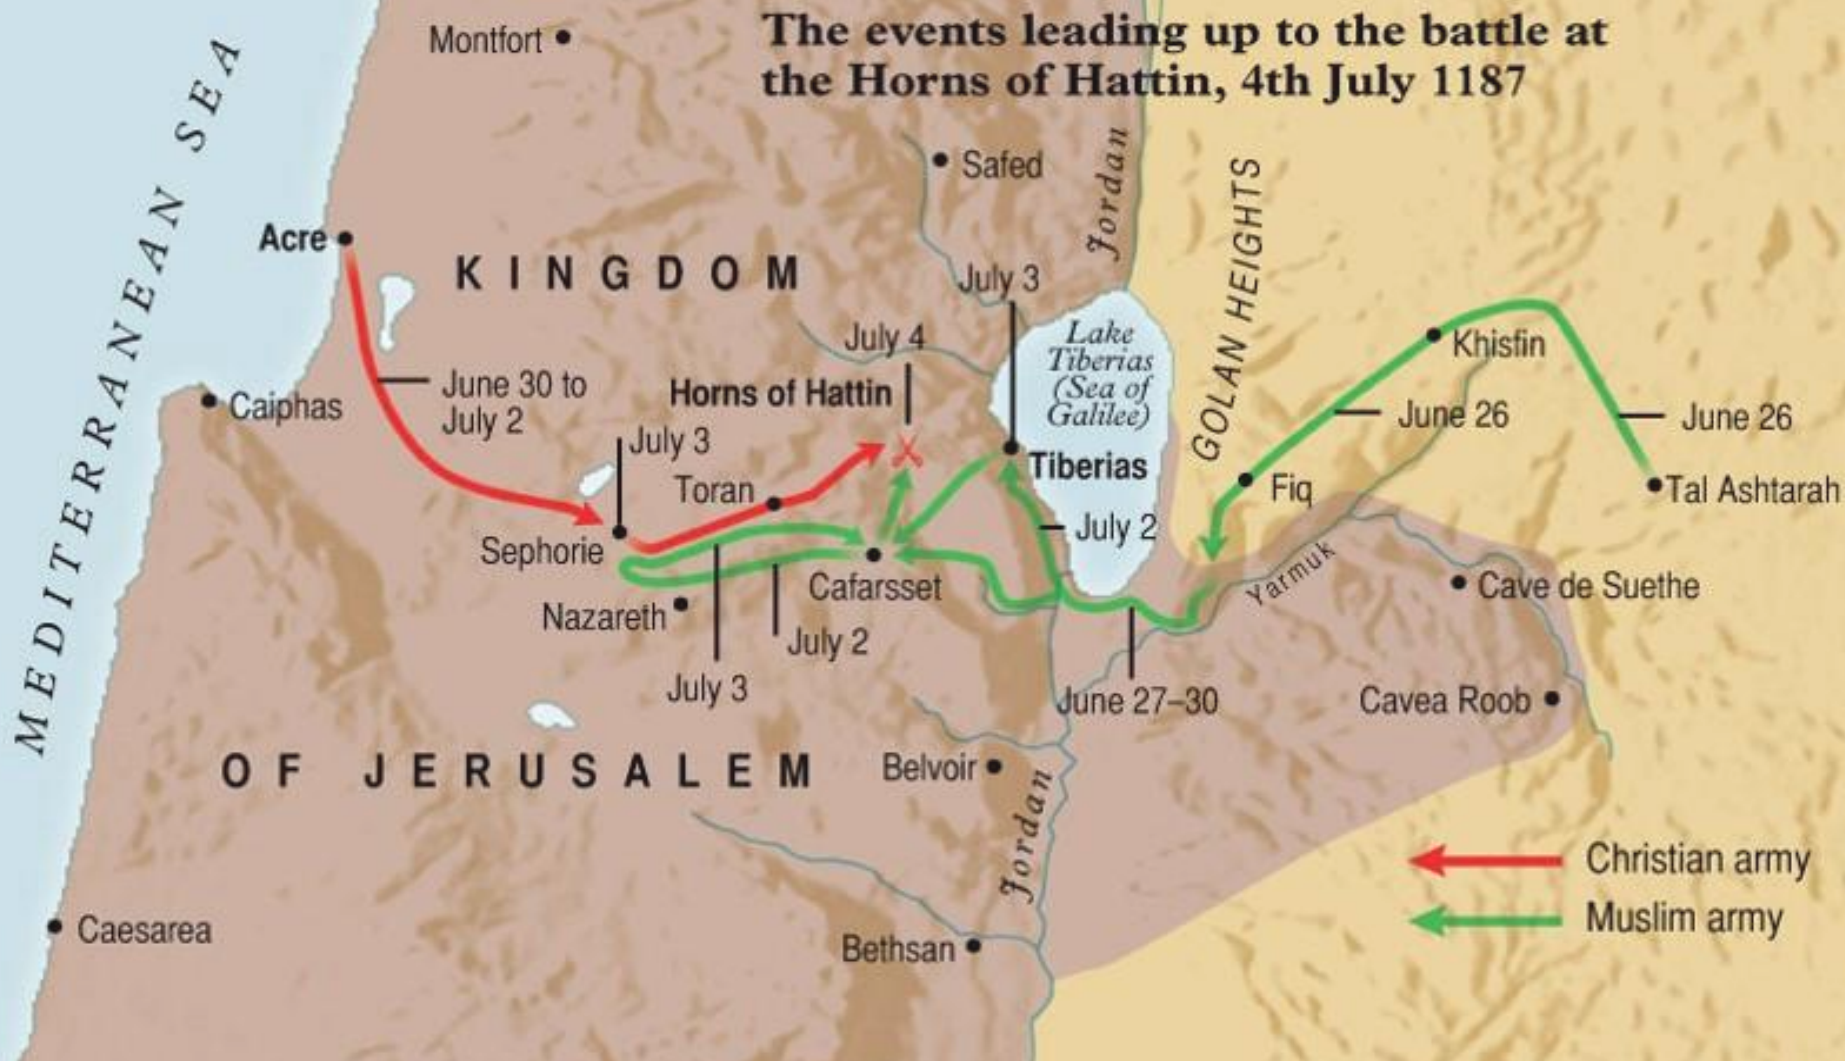 The events leading up to the battle at
the Horns of Hattin, 4th July 1187
Montfort
MEDITERRANEAN SEA
Safed
Jordan
GOLAN HEIGHTS
Acre
KINGDOM
July 3
Lake
Tiberias
(Sea of
Galilee)
July 4
Khisfin
Horns of Hattin
June 30 to
July 2
Caiphas
June 26
June 26
July 3
Toran
Tiberias
Fiq
Tal Ashtarah
July 2
Sephorie
Yarmuk
Cafarsset
Cave de Suethe
Nazareth
July 2
July 3
June 27–30
Cavea Roob
OF JERUSALEM
Belvoir
Jordan
Christian army
Muslim army
Caesarea
Bethsan